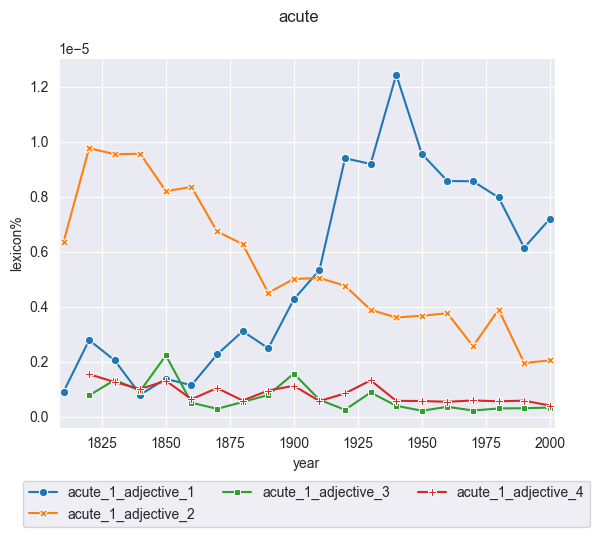 acute
1e−5
1.2
1.0
0.8
0.6
0.4
0.2
0.0
lexicon%
1825 1850 1875 1900 1925 1950 1975 2000
year
acute_1_adjective_1 acute_1_adjective_3 acute_1_adjective_4
acute_1_adjective_2